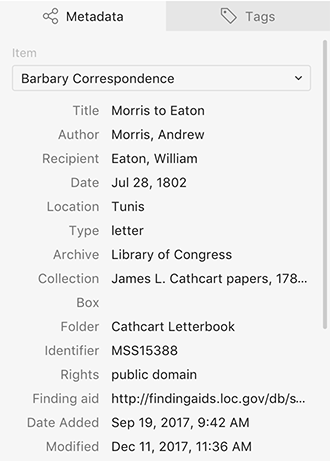 Metadata Tags
Item
Barbary Correspondence
Title Morris to Eaton
Author Morris, Andrew
Recipient Eaton, William
Date Jul 28, 1802
Location Tunis
Type letter
Archive Library of Congress
Collection James L. Cathcart papers, 178...
Box
Folder Cathcart Letterbook
Identifier MSS15388
Rights public domain
Finding aid http://findingaids.loc.gov/db/s...
Date Added Sep 19, 2017, 9:42 AM
Modified Dec 11, 2017, 11:36 AM